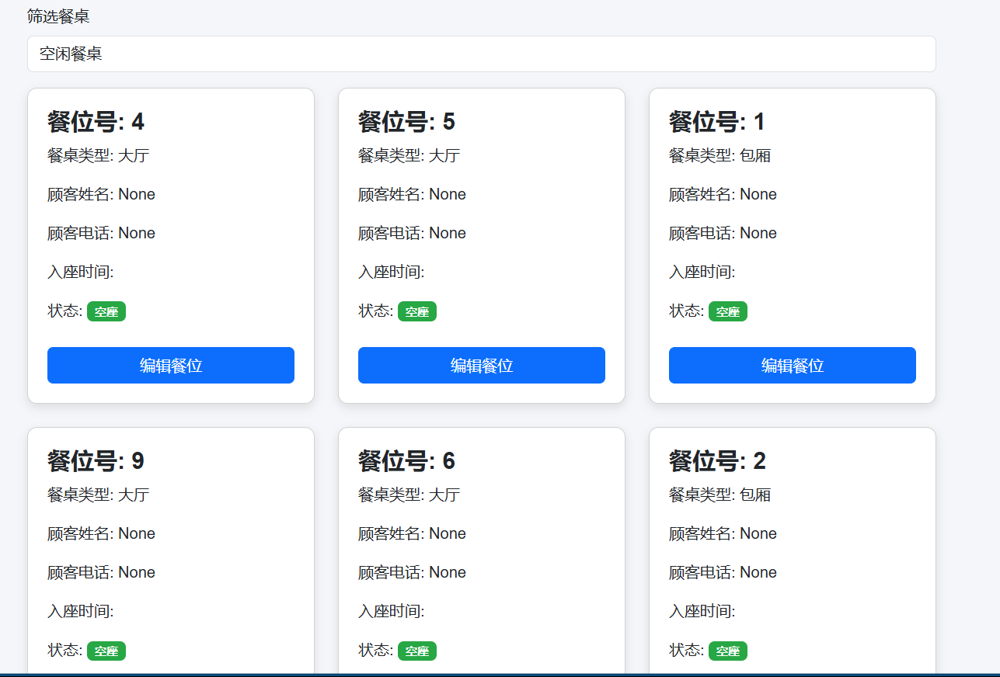 筛选餐桌
空闲餐桌
餐位号: 4
餐桌类型: 大厅
顾客姓名: None
顾客电话: None
入座时间:
状态: 空座
编辑餐位
餐位号: 5
餐桌类型: 大厅
顾客姓名: None
顾客电话: None
入座时间:
状态: 空座
编辑餐位
餐位号: 1
餐桌类型: 包厢
顾客姓名: None
顾客电话: None
入座时间:
状态: 空座
编辑餐位
餐位号: 9
餐桌类型: 大厅
顾客姓名: None
顾客电话: None
入座时间:
状态: 空座
餐位号: 6
餐桌类型: 大厅
顾客姓名: None
顾客电话: None
入座时间:
状态: 空座
餐位号: 2
餐桌类型: 包厢
顾客姓名: None
顾客电话: None
入座时间:
状态: 空座